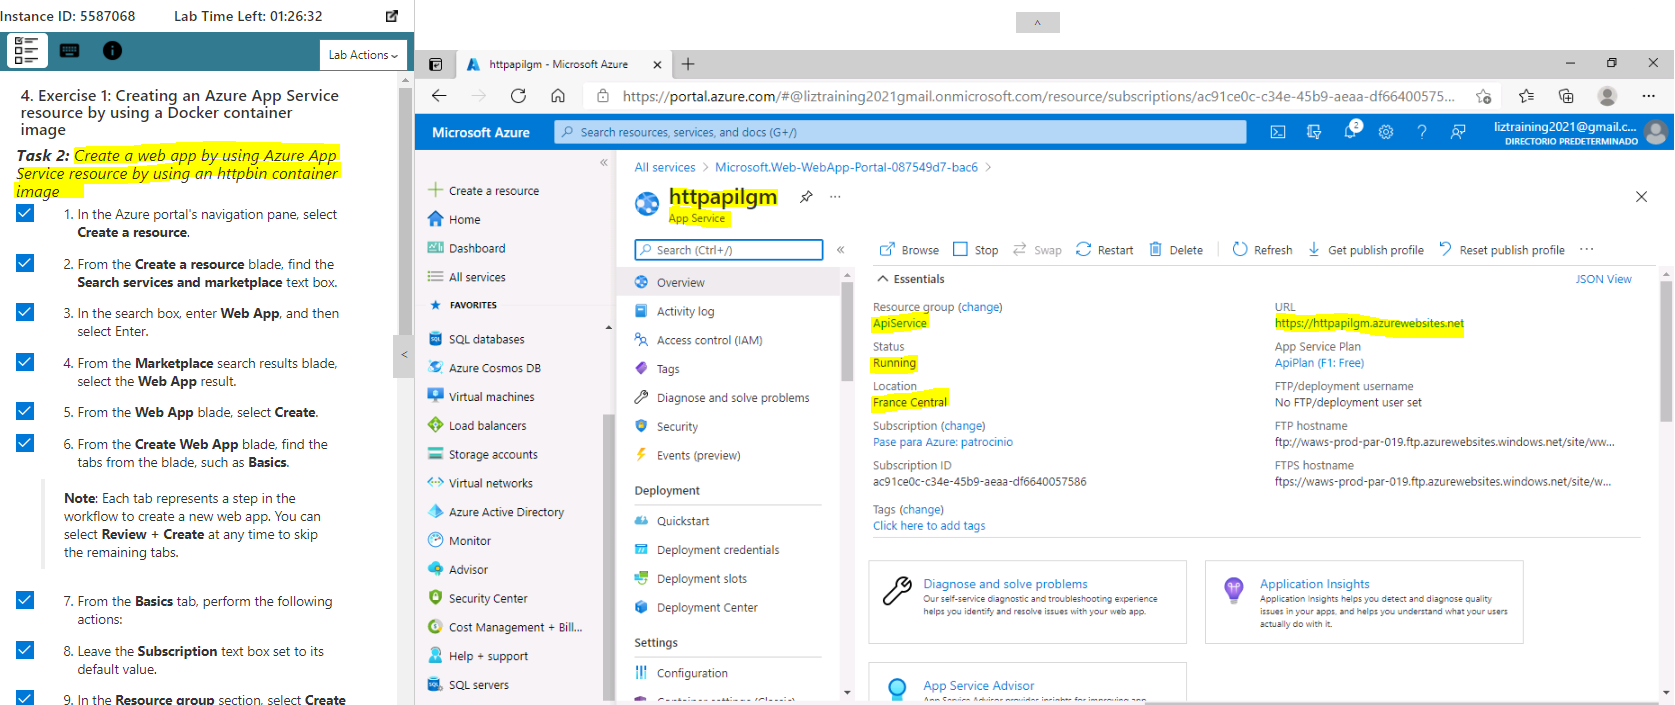 Instance ID: 5587068
Lab Time Left: 01:26:32
Lab Actions
4. Exercise 1: Creating an Azure App Service
resource by using a Docker container
image
Task 2: Create a web app by using Azure App
Service resource by using an httpbin container
image
1. In the Azure portal's navigation pane, select
Create a resource.
2. From the Create a resource blade, find the
Search services and marketplace text box.
3. In the search box, enter Web App, and then
select Enter.
4. From the Marketplace search results blade,
select the Web App result.
5. From the Web App blade, select Create.
6. From the Create Web App blade, find the
tabs from the blade, such as Basics.
Note: Each tab represents a step in the
workflow to create a new web app. You can
select Review + Create at any time to skip
the remaining tabs.
7. From the Basics tab, perform the following
actions:
8. Leave the Subscription text box set to its
default value.
9. In the Resource group section, select Create
httpapilgm - Microsoft Azure
https://portal.azure.com/#@liztraining2021gmail.onmicrosoft.com/resource/subscriptions/ac91ce0c-c34e-45b9-aeaa-df66400575...
Microsoft Azure
Search resources, services, and docs (G+/)
2
liztraining2021@gmail.c...
DIRECTORIO PREDETERMINADO
Create a resource
Home
Dashboard
All services
FAVORITES
SQL databases
Azure Cosmos DB
Virtual machines
Load balancers
Storage accounts
Virtual networks
Azure Active Directory
Monitor
Advisor
Security Center
Cost Management + Bill...
Help + support
SQL servers
All services > Microsoft.Web-WebApp-Portal-087549d7-bac6 >
httpapilgm
App Service
Search (Ctrl+/)
Overview
Activity log
Access control (IAM)
Tags
Diagnose and solve problems
Security
Events (preview)
Deployment
Quickstart
Deployment credentials
Deployment slots
Deployment Center
Settings
Configuration
Container settings (Classic)
Browse
Stop
Swap
Restart
Delete
Refresh
Get publish profile
Reset publish profile
Essentials
JSON View
Resource group (change)
ApiService
Status
Running
Location
France Central
Subscription (change)
Pase para Azure: patrocinio
Subscription ID
ac91ce0c-c34e-45b9-aeaa-df6640057586
Tags (change)
Click here to add tags
URL
https://httpapilgm.azurewebsites.net
App Service Plan
ApiPlan (F1: Free)
FTP/deployment username
No FTP/deployment user set
FTP hostname
ftp://waws-prod-par-019.ftp.azurewebsites.windows.net/site/ww...
FTPS hostname
ftps://waws-prod-par-019.ftp.azurewebsites.windows.net/site/w...
Diagnose and solve problems
Our self-service diagnostic and troubleshooting experience
helps you identify and resolve issues with your web app.
Application Insights
Application Insights helps you detect and diagnose quality
issues in your apps, and helps you understand what your users
actually do with it.
App Service Advisor
App Service Advisor provides insights for improving app